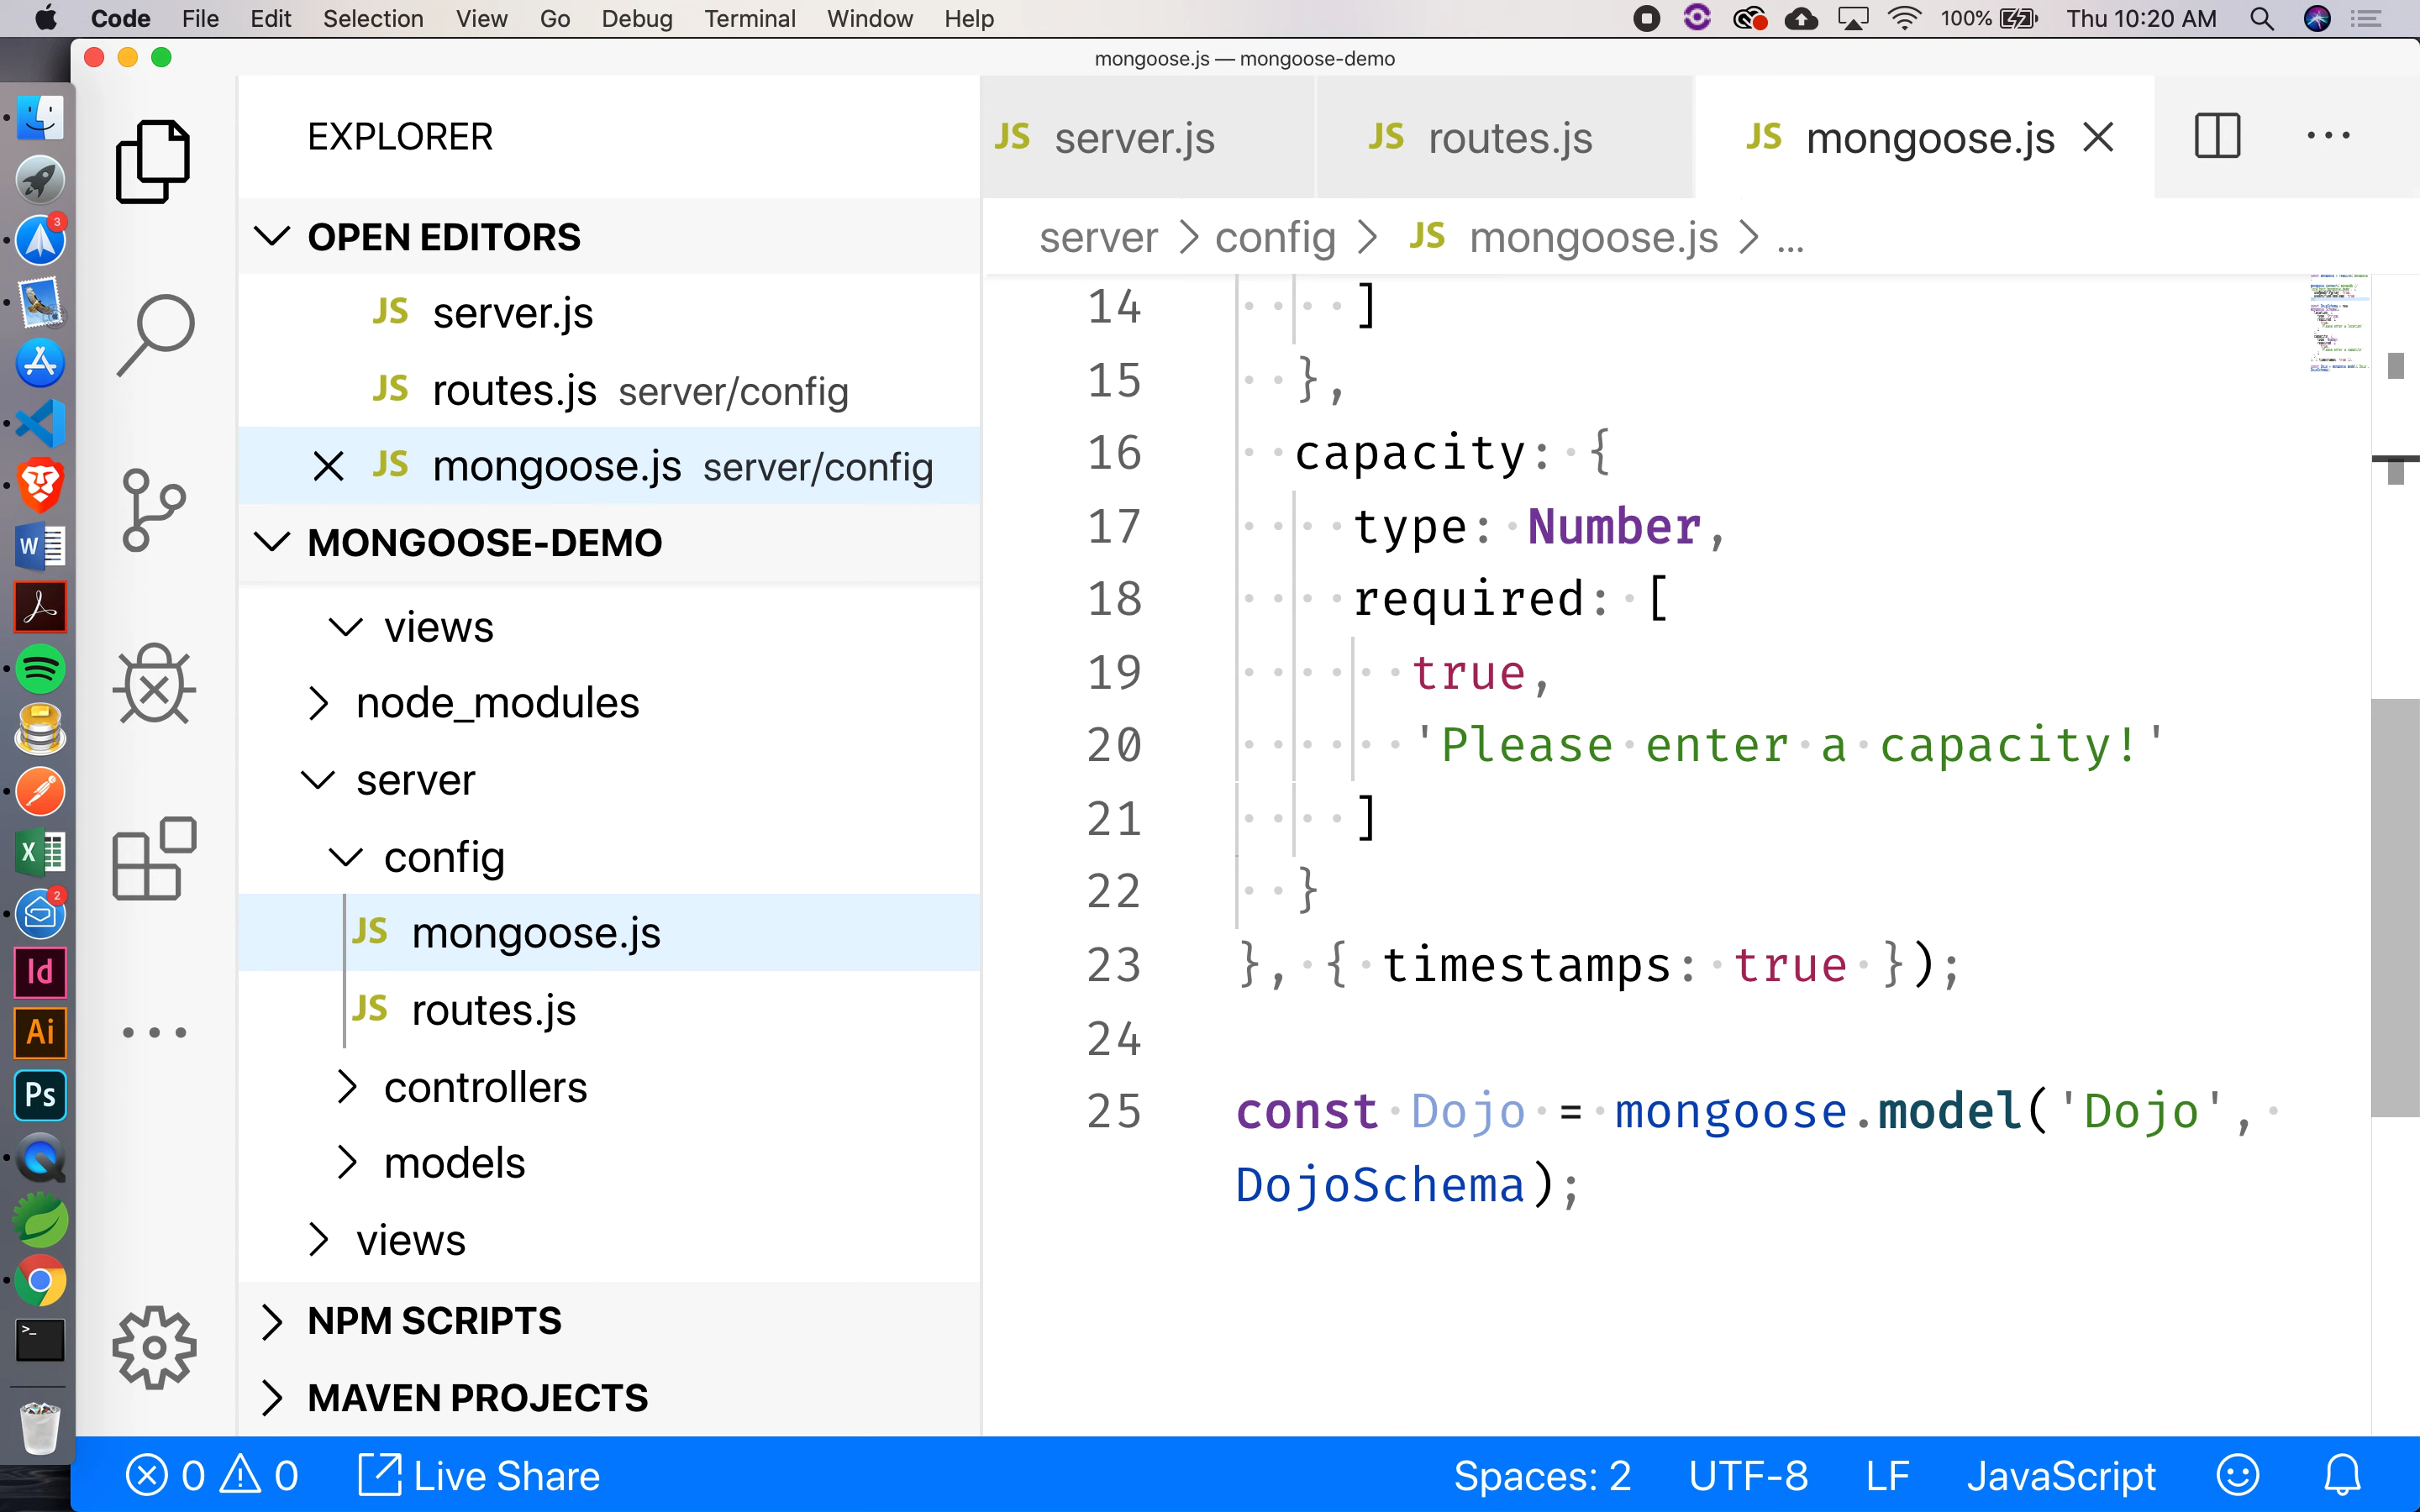 Code File Edit Selection View Go Debug Terminal Window Help 100% Thu 10:20 AM
mongoose.js — mongoose-demo
EXPLORER
JS server.js JS routes.js JS mongoose.js
OPEN EDITORS
server > config > JS mongoose.js > ...
JS server.js
JS routes.js server/config
JS mongoose.js server/config
MONGOOSE-DEMO
views
node_modules
server
config
JS mongoose.js
JS routes.js
controllers
models
views
NPM SCRIPTS
MAVEN PROJECTS
14 ]
15 },
16 capacity: {
17 type: Number,
18 required: [
19 true,
20 'Please enter a capacity!'
21 ]
22 }
23 }, { timestamps: true });
24
25 const Dojo = mongoose.model('Dojo',
DojoSchema);
3
W
X
2
Id
Ai
Ps
>_
0 0 Live Share Spaces: 2 UTF-8 LF JavaScript